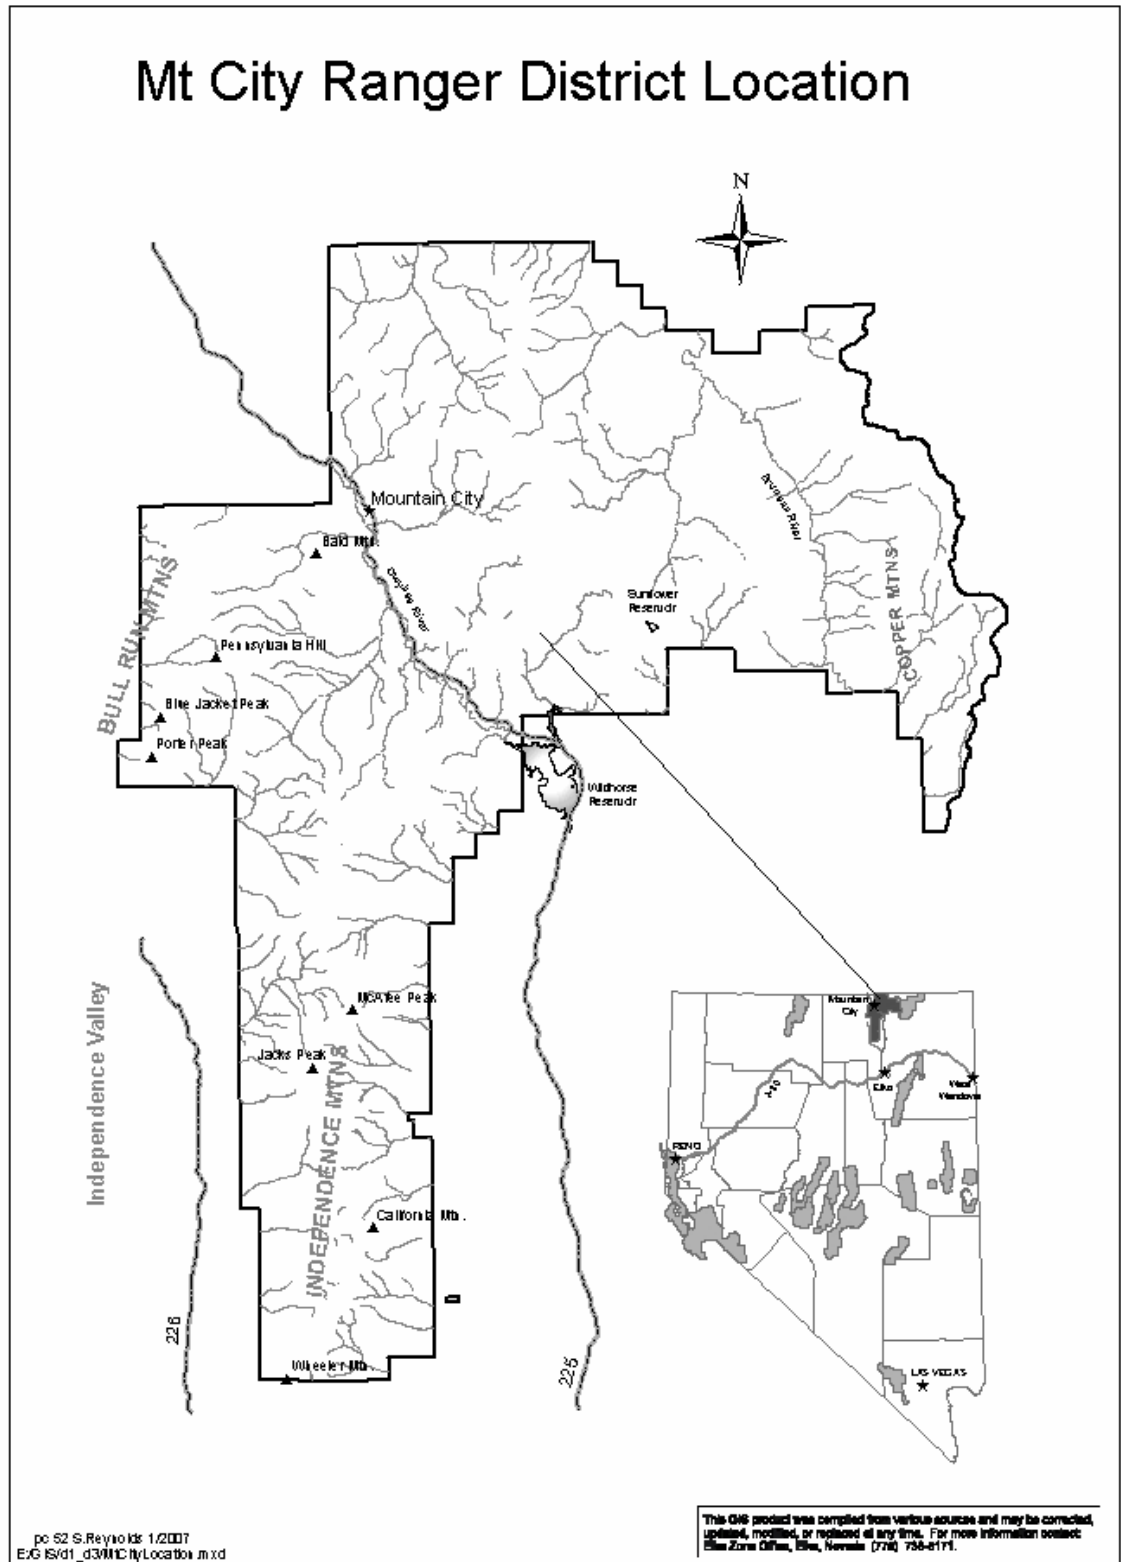 Mt City Ranger District Location
N
Mountain City
Bald Mtn.
Owyhee River
Bruneau River
BULL RUN MTNS
COPPER MTNS
Sunflower
Reservoir
Pennsylvania Hill
Blue Jacket Peak
Porter Peak
Wildhorse
Reservoir
Independence Valley
McAfee Peak
Jacks Peak
INDEPENDENCE MTNS
California Mtn.
Wheeler Mtn.
226
225
Mountain
City
Elko
West
Wendover
I-80
RENO
LAS VEGAS
pc 52 S.Reynolds 1/2007
E:/GIS/d1_d3/MtCityLocation.mxd
This GIS product was compiled from various sources and may be corrected,
updated, modified, or replaced at any time. For more information contact:
Elko Zone Office, Elko, Nevada (775) 738-5171.